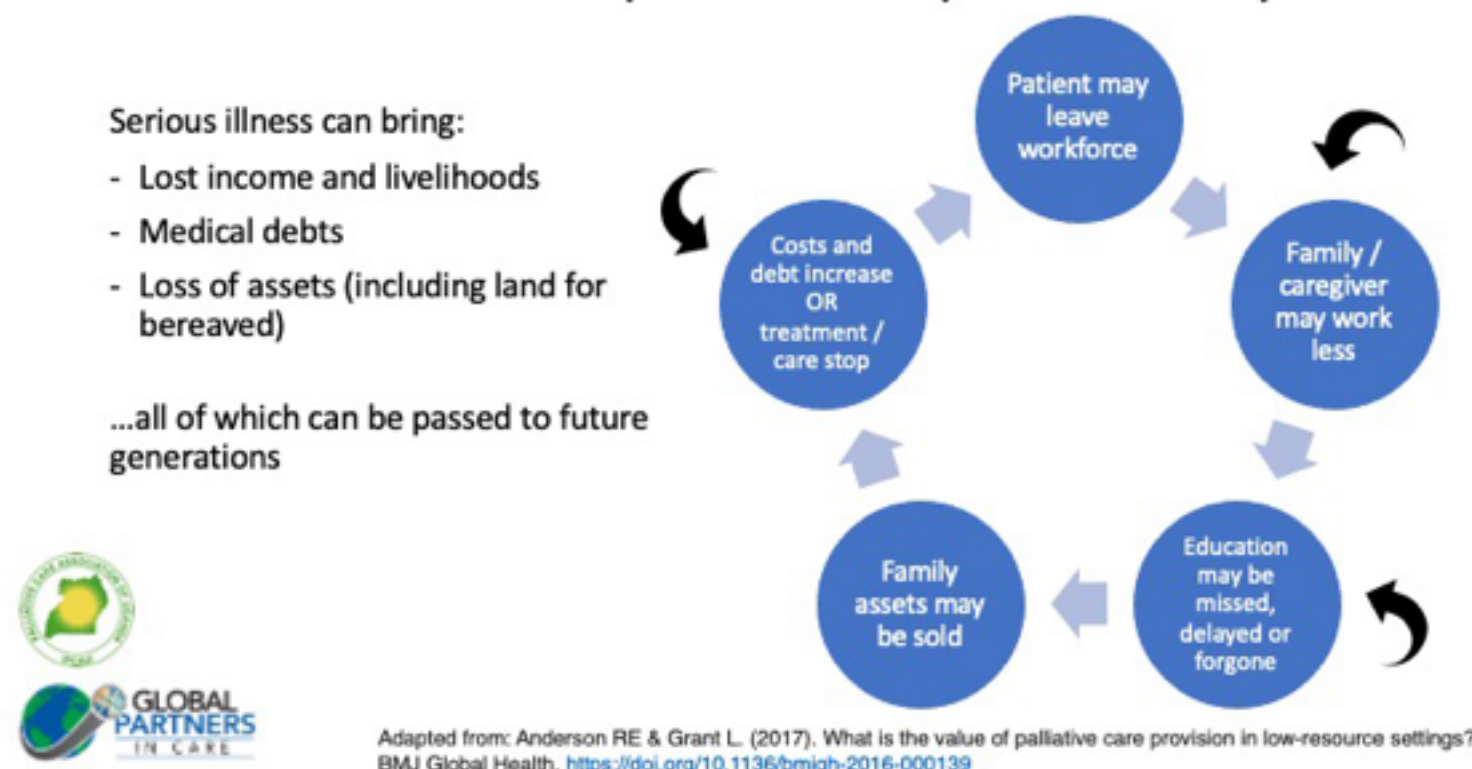 Serious illness can bring:
- Lost income and livelihoods
- Medical debts
- Loss of assets (including land for
bereaved)
...all of which can be passed to future
generations
Patient may
leave
workforce
Family /
caregiver
may work
less
Education
may be
missed,
delayed or
forgone
Family
assets may
be sold
Costs and
debt increase
OR
treatment /
care stop
GLOBAL
PARTNERS
IN CARE
Adapted from: Anderson RE & Grant L. (2017). What is the value of palliative care provision in low-resource settings?
BMJ Global Health. https://doi.org/10.1136/bmjgh-2016-000139